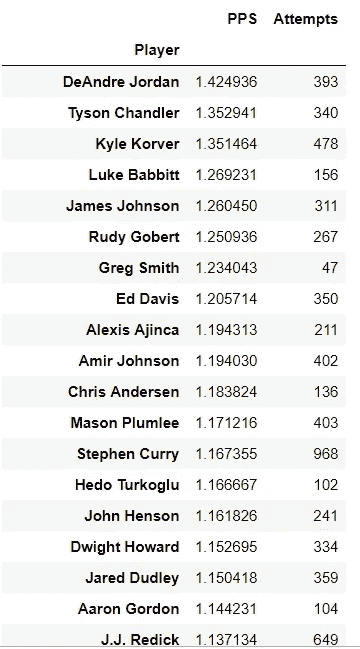 PPS Attempts
Player
DeAndre Jordan 1.424936 393
Tyson Chandler 1.352941 340
Kyle Korver 1.351464 478
Luke Babbitt 1.269231 156
James Johnson 1.260450 311
Rudy Gobert 1.250936 267
Greg Smith 1.234043 47
Ed Davis 1.205714 350
Alexis Ajinca 1.194313 211
Amir Johnson 1.194030 402
Chris Andersen 1.183824 136
Mason Plumlee 1.171216 403
Stephen Curry 1.167355 968
Hedo Turkoglu 1.166667 102
John Henson 1.161826 241
Dwight Howard 1.152695 334
Jared Dudley 1.150418 359
Aaron Gordon 1.144231 104
J.J. Redick 1.137134 649